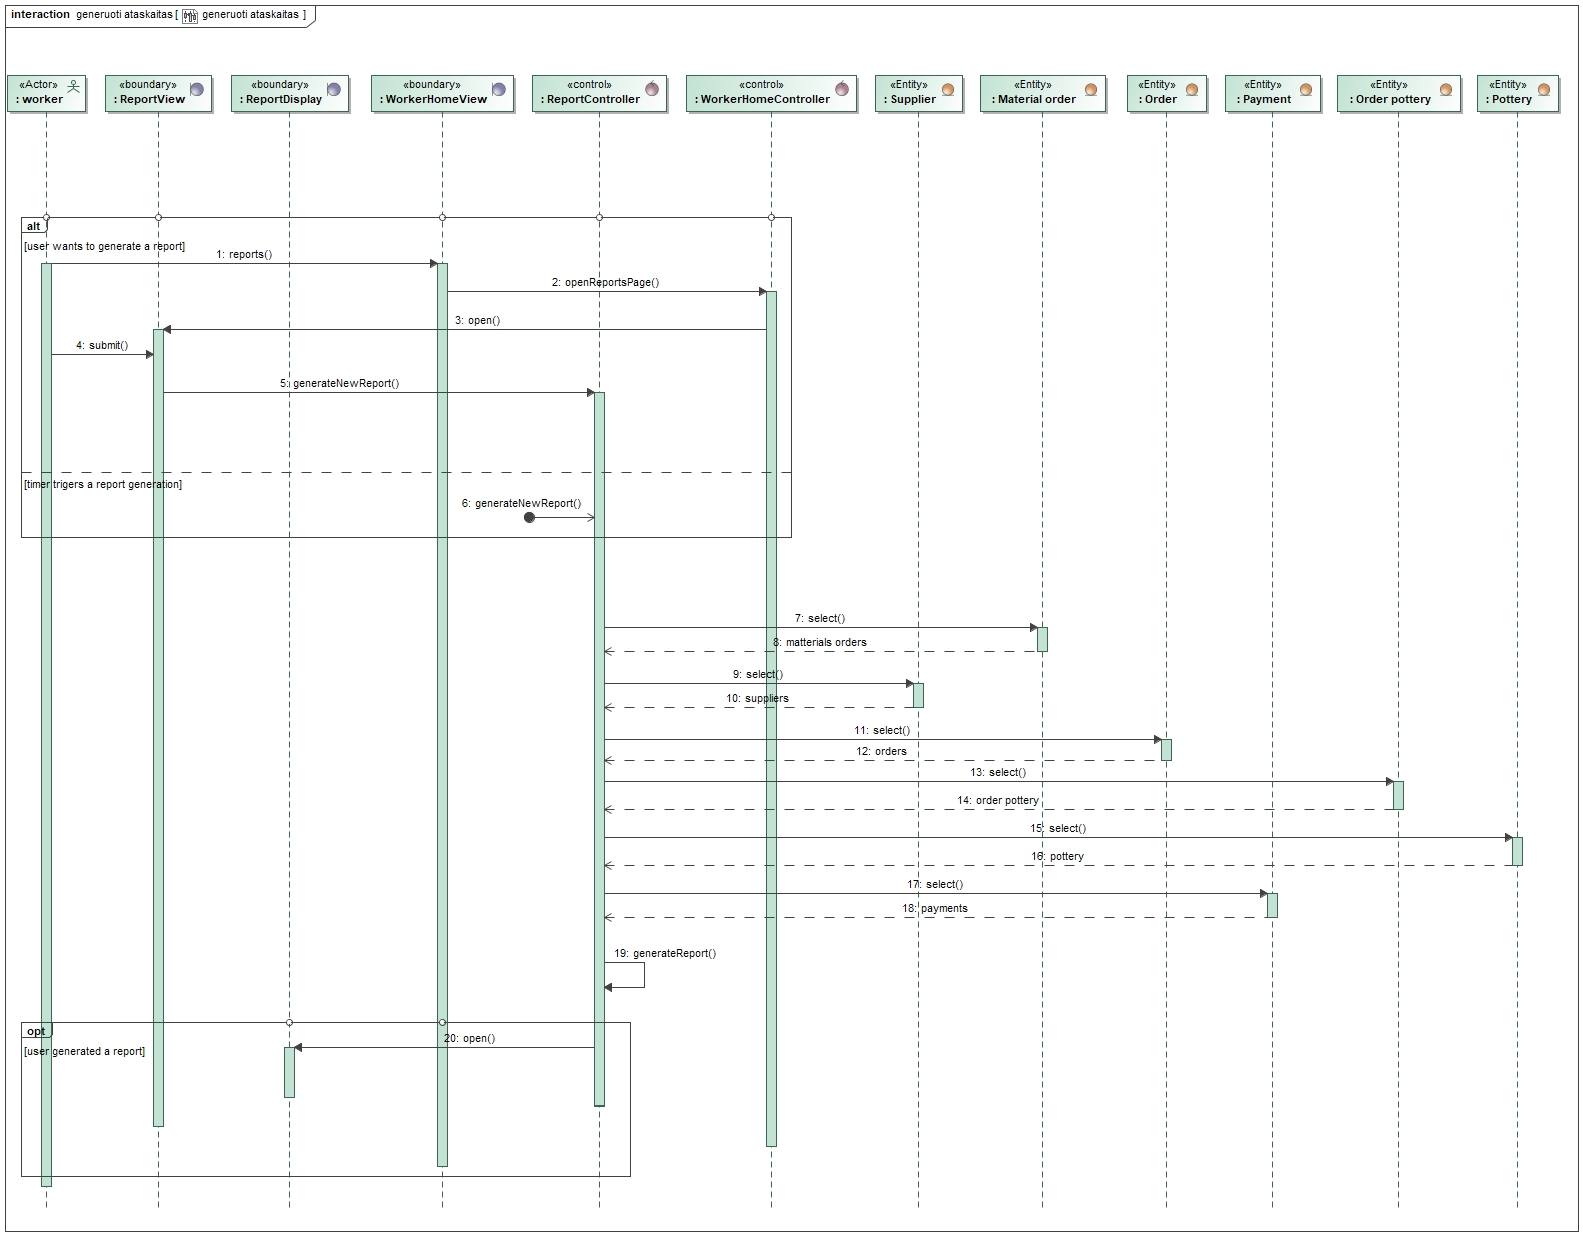 interaction generuoti ataskaitas [ generuoti ataskaitas ]
«Actor»
: worker
«boundary»
: ReportView
«boundary»
: ReportDisplay
«boundary»
: WorkerHomeView
«control»
: ReportController
«control»
: WorkerHomeController
«Entity»
: Supplier
«Entity»
: Material order
«Entity»
: Order
«Entity»
: Payment
«Entity»
: Order pottery
«Entity»
: Pottery
alt
[user wants to generate a report]
1: reports()
2: openReportsPage()
3: open()
4: submit()
5: generateNewReport()
[timer trigers a report generation]
6: generateNewReport()
7: select()
8: matterials orders
9: select()
10: suppliers
11: select()
12: orders
13: select()
14: order pottery
15: select()
16: pottery
17: select()
18: payments
19: generateReport()
opt
20: open()
[user generated a report]